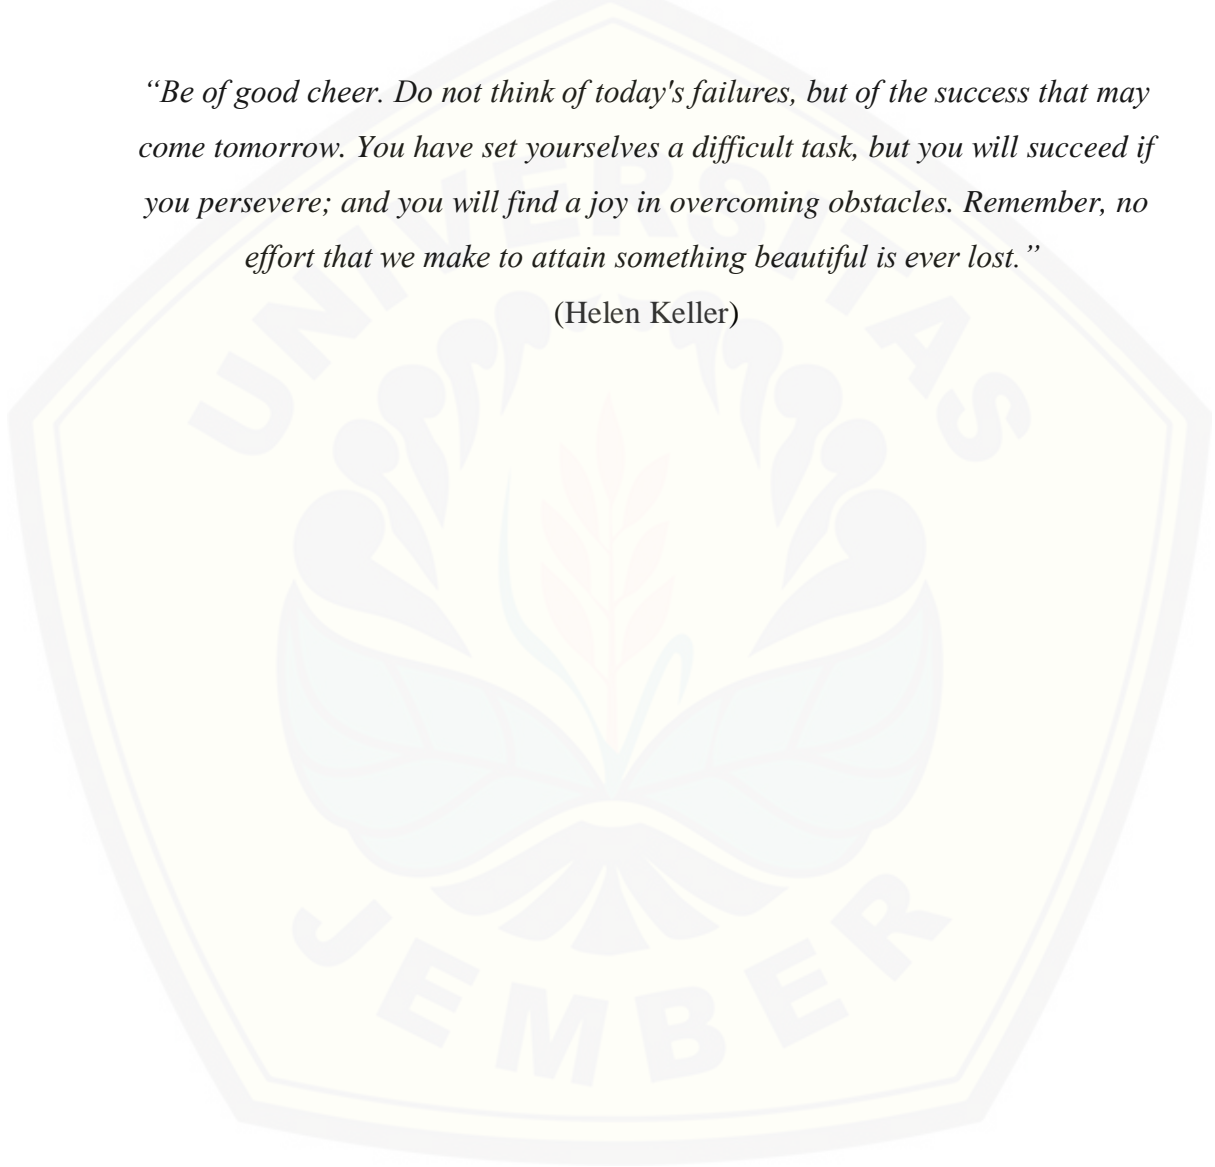 “Be of good cheer. Do not think of today's failures, but of the success that may
come tomorrow. You have set yourselves a difficult task, but you will succeed if
you persevere; and you will find a joy in overcoming obstacles. Remember, no
effort that we make to attain something beautiful is ever lost.”
(Helen Keller)
UNIVERSITAS
JEMBER